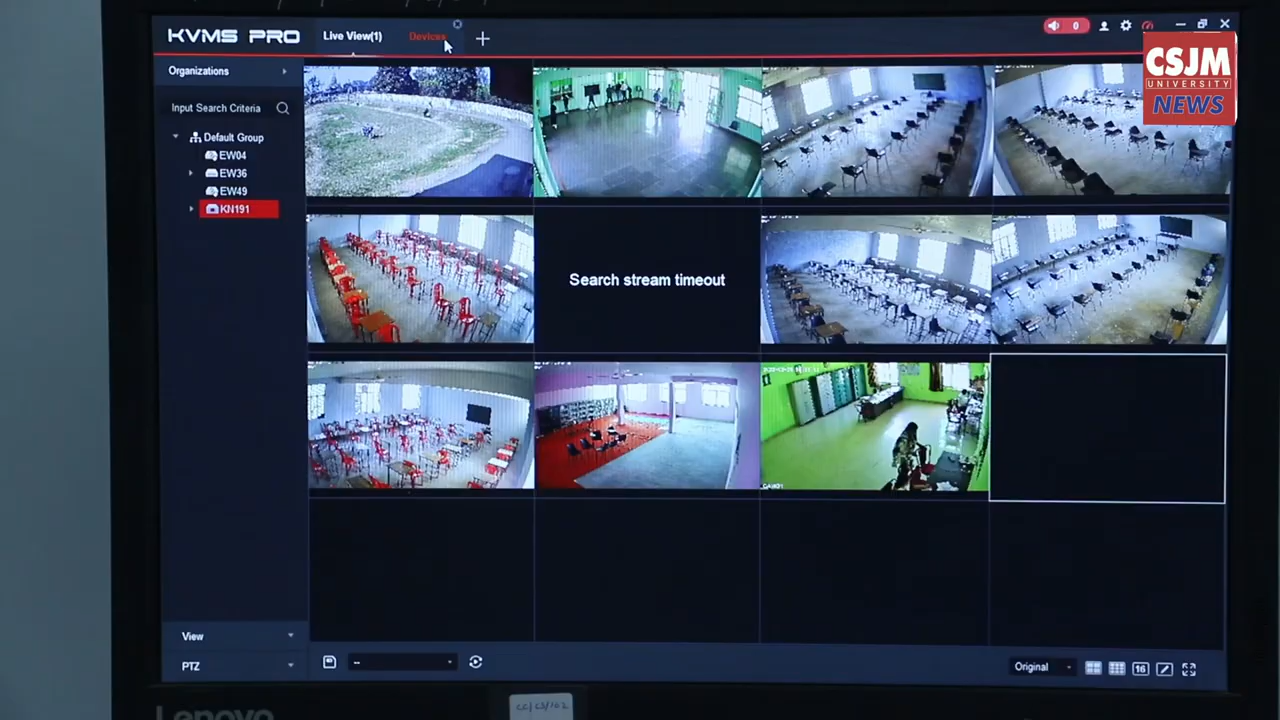 KVMS PRO
Live View(1)
Devices
0
Organizations
Input Search Criteria
Default Group
EW04
EW36
EW49
KN191
Search stream timeout
View
PTZ
--
Original
16
Lenovo
CSJM
UNIVERSITY
NEWS